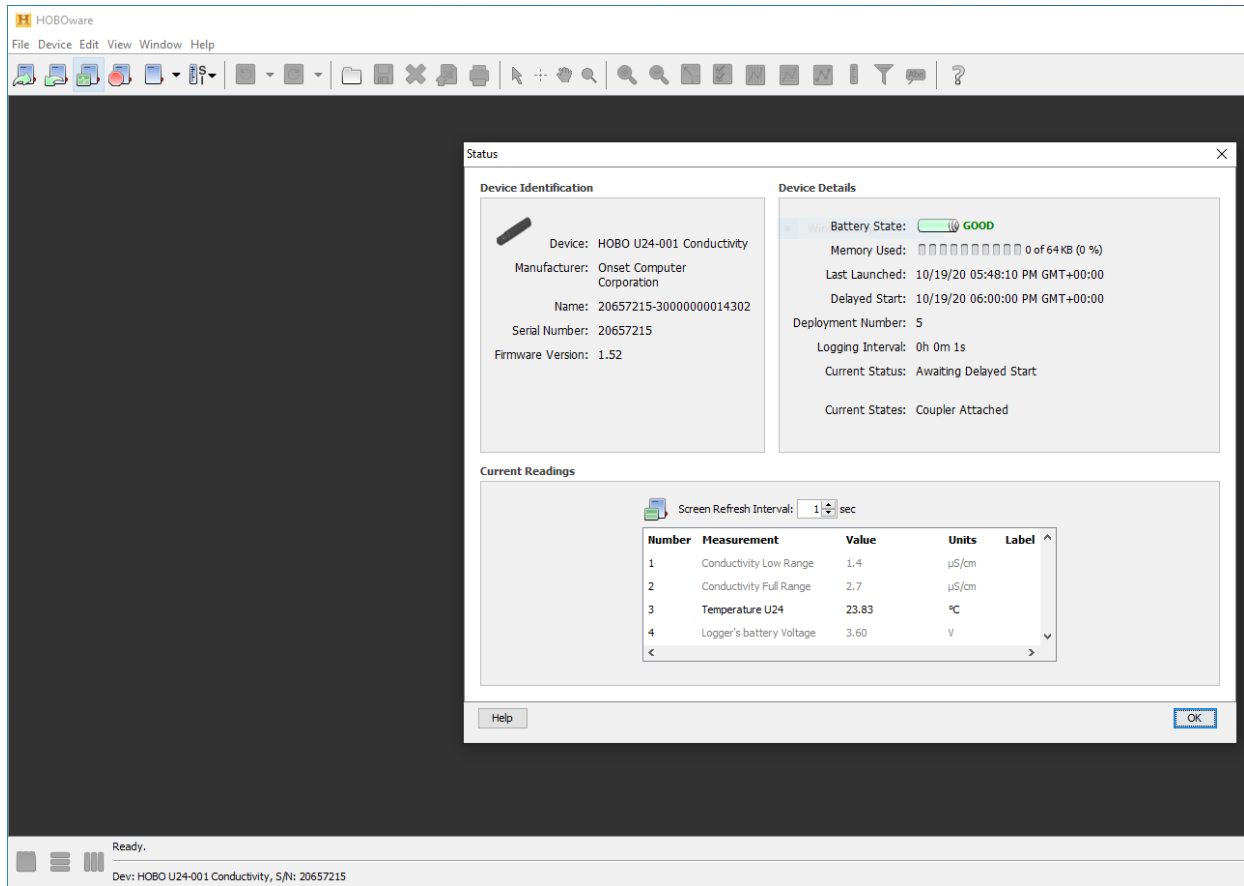 HOBOware
File Device Edit View Window Help
Status
Device Identification
Device: HOBO U24-001 Conductivity
Manufacturer: Onset Computer
Corporation
Name: 20657215-30000000014302
Serial Number: 20657215
Firmware Version: 1.52
Device Details
Battery State: GOOD
Memory Used: 0 of 64 KB (0 %)
Last Launched: 10/19/20 05:48:10 PM GMT+00:00
Delayed Start: 10/19/20 06:00:00 PM GMT+00:00
Deployment Number: 5
Logging Interval: 0h 0m 1s
Current Status: Awaiting Delayed Start
Current States: Coupler Attached
Current Readings
Screen Refresh Interval: 1 sec
Number Measurement Value Units Label
1 Conductivity Low Range 1.4 µS/cm
2 Conductivity Full Range 2.7 µS/cm
3 Temperature U24 23.83 °C
4 Logger's battery Voltage 3.60 V
Help
OK
Ready.
Dev: HOBO U24-001 Conductivity, S/N: 20657215